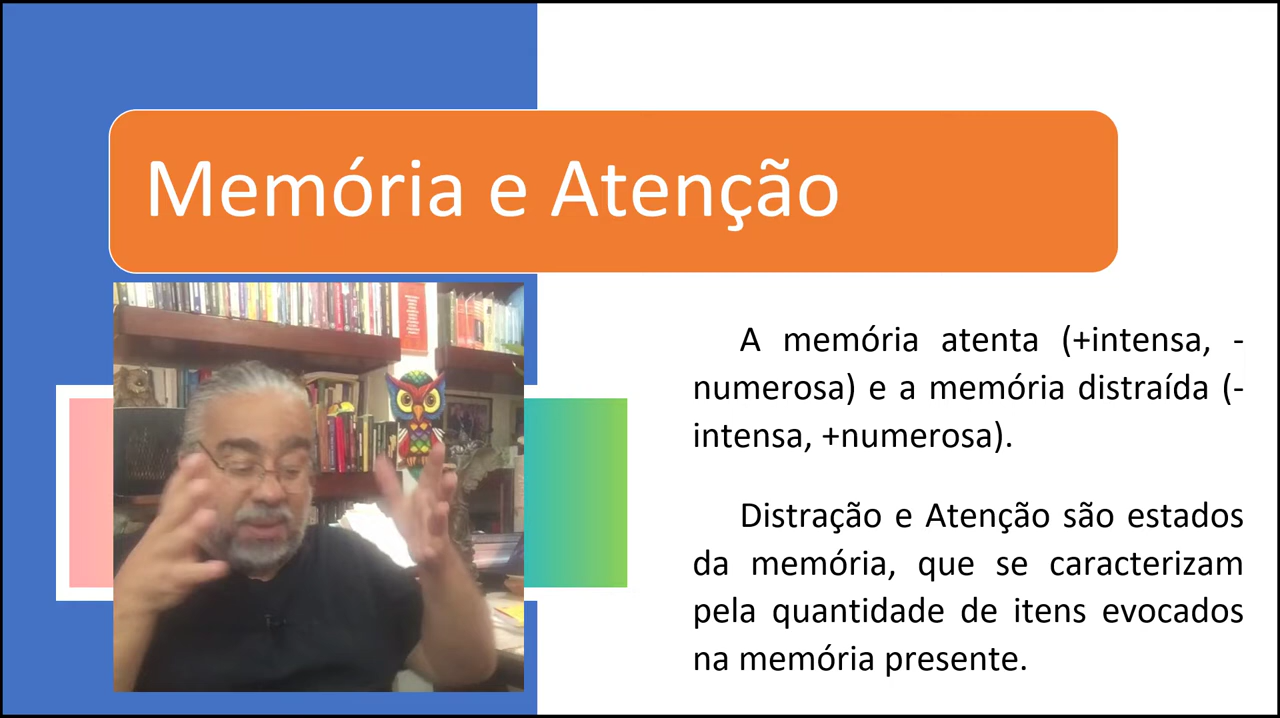 Memória e Atenção
A memória atenta (+intensa, -
numerosa) e a memória distraída (-
intensa, +numerosa).
Distração e Atenção são estados
da memória, que se caracterizam
pela quantidade de itens evocados
na memória presente.